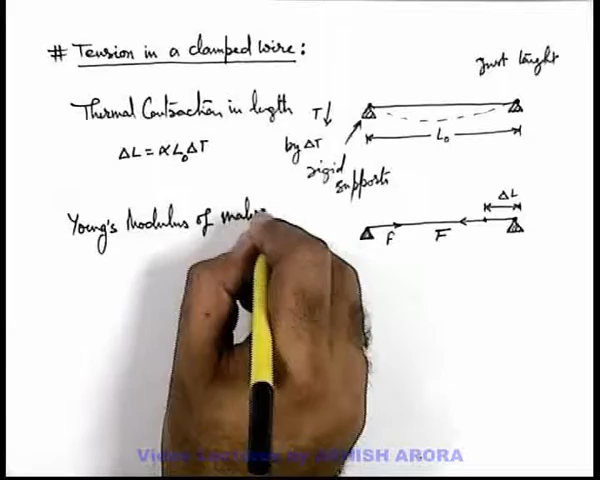 # Tension in a clamped wire:
Just taught
Thermal Contraction in length T↓
by ΔT
ΔL = αL₀ΔT
L₀
rigid
supports
ΔL
Young's Modulus of
f F
Video Lectures by ASHISH ARORA